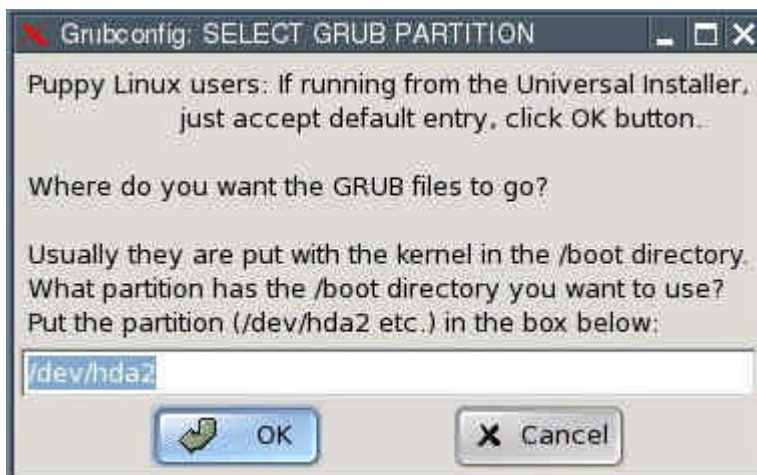 Grubconfig: SELECT GRUB PARTITION
Puppy Linux users: If running from the Universal Installer,
just accept default entry, click OK button.
Where do you want the GRUB files to go?
Usually they are put with the kernel in the /boot directory.
What partition has the /boot directory you want to use?
Put the partition (/dev/hda2 etc.) in the box below:
/dev/hda2
OK
Cancel